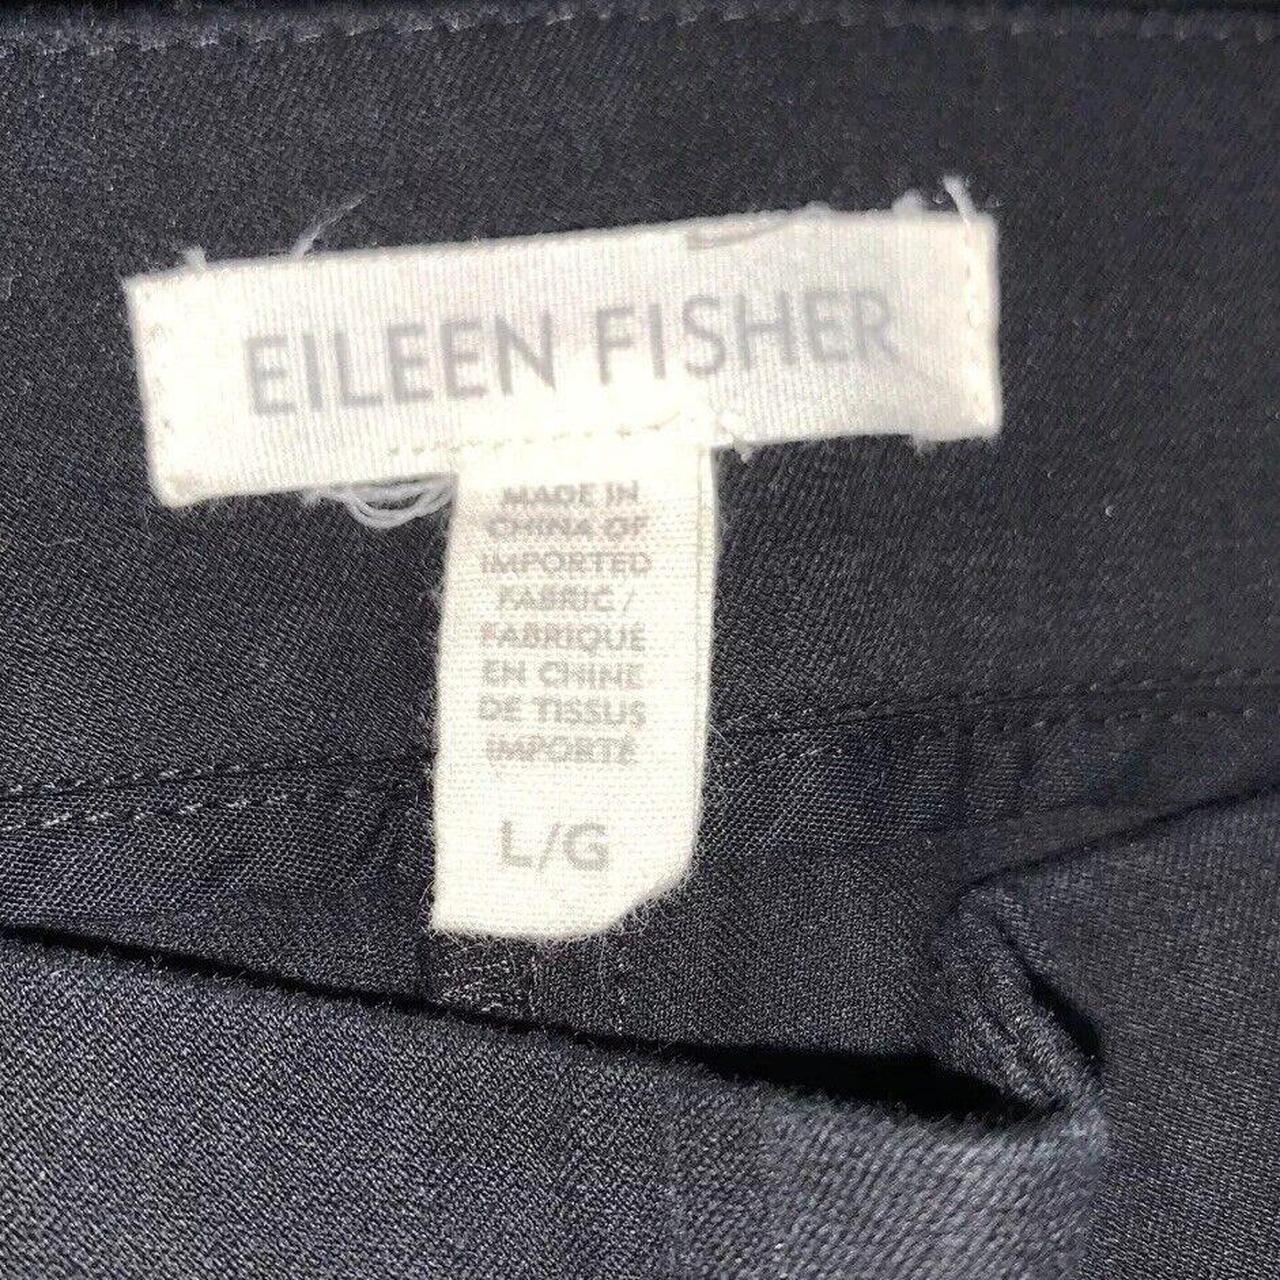 EILEEN FISHER
MADE IN
CHINA OF
IMPORTED
FABRIC /
FABRIQUÉ
EN CHINE
DE TISSUS
IMPORTÉ
L/G